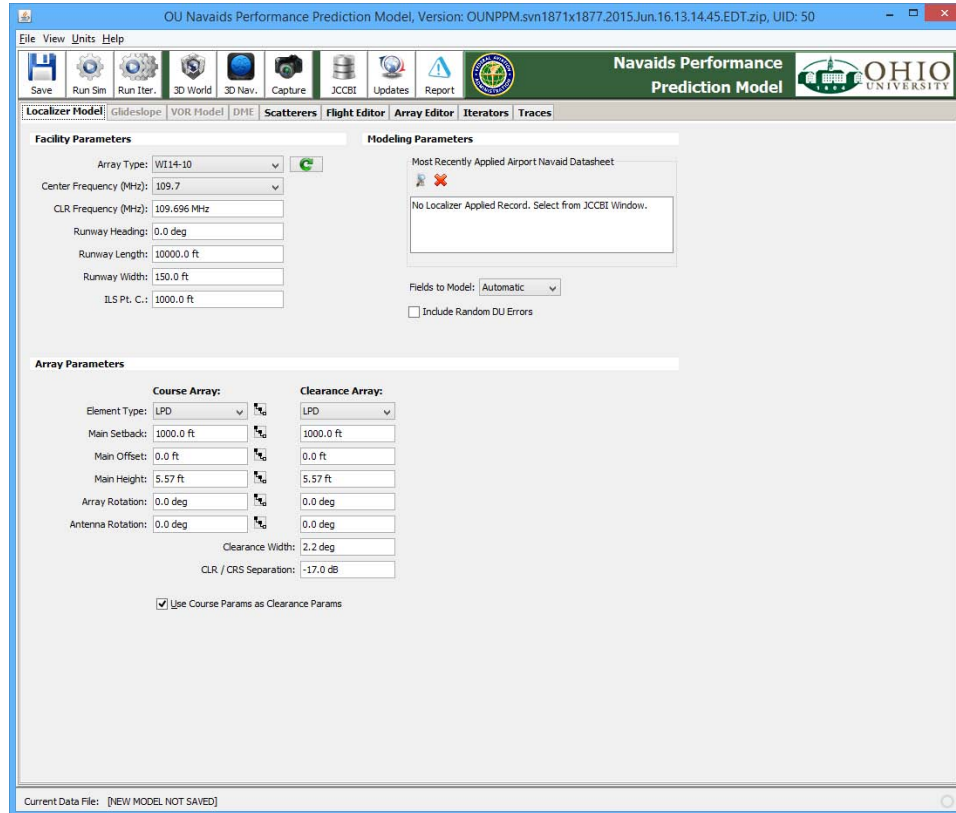 OU Navaids Performance Prediction Model, Version: OUNPPM.svn1871x1877.2015.Jun.16.13.14.45.EDT.zip, UID: 50
File View Units Help
Save Run Sim Run Iter. 3D World 3D Nav. Capture JCCBI Updates Report
Navaids Performance
Prediction Model
OHIO
UNIVERSITY
1804
Localizer Model Glideslope VOR Model DME Scatterers Flight Editor Array Editor Iterators Traces
Facility Parameters
Array Type: WI14-10
Center Frequency (MHz): 109.7
CLR Frequency (MHz): 109.696 MHz
Runway Heading: 0.0 deg
Runway Length: 10000.0 ft
Runway Width: 150.0 ft
ILS Pt. C.: 1000.0 ft
Modeling Parameters
Most Recently Applied Airport Navaid Datasheet
No Localizer Applied Record. Select from JCCBI Window.
Fields to Model: Automatic
Include Random DU Errors
Array Parameters
Course Array: Clearance Array:
Element Type: LPD LPD
Main Setback: 1000.0 ft 1000.0 ft
Main Offset: 0.0 ft 0.0 ft
Main Height: 5.57 ft 5.57 ft
Array Rotation: 0.0 deg 0.0 deg
Antenna Rotation: 0.0 deg 0.0 deg
Clearance Width: 2.2 deg
CLR / CRS Separation: -17.0 dB
Use Course Params as Clearance Params
Current Data File: [NEW MODEL NOT SAVED]